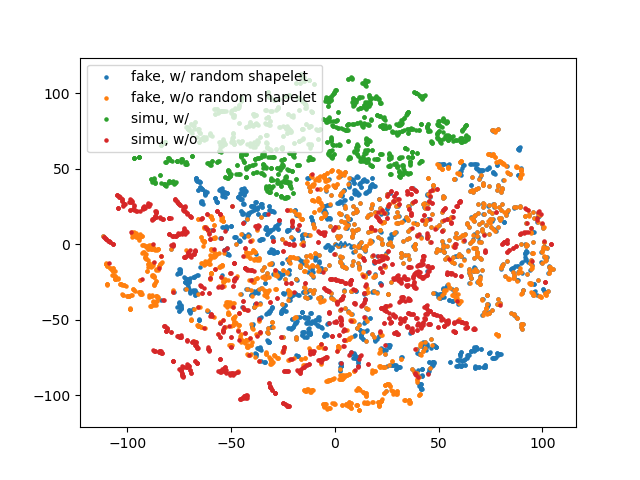 fake, w/ random shapelet
fake, w/o random shapelet
simu, w/
simu, w/o
100
50
0
−50
−100
−100
−50
0
50
100